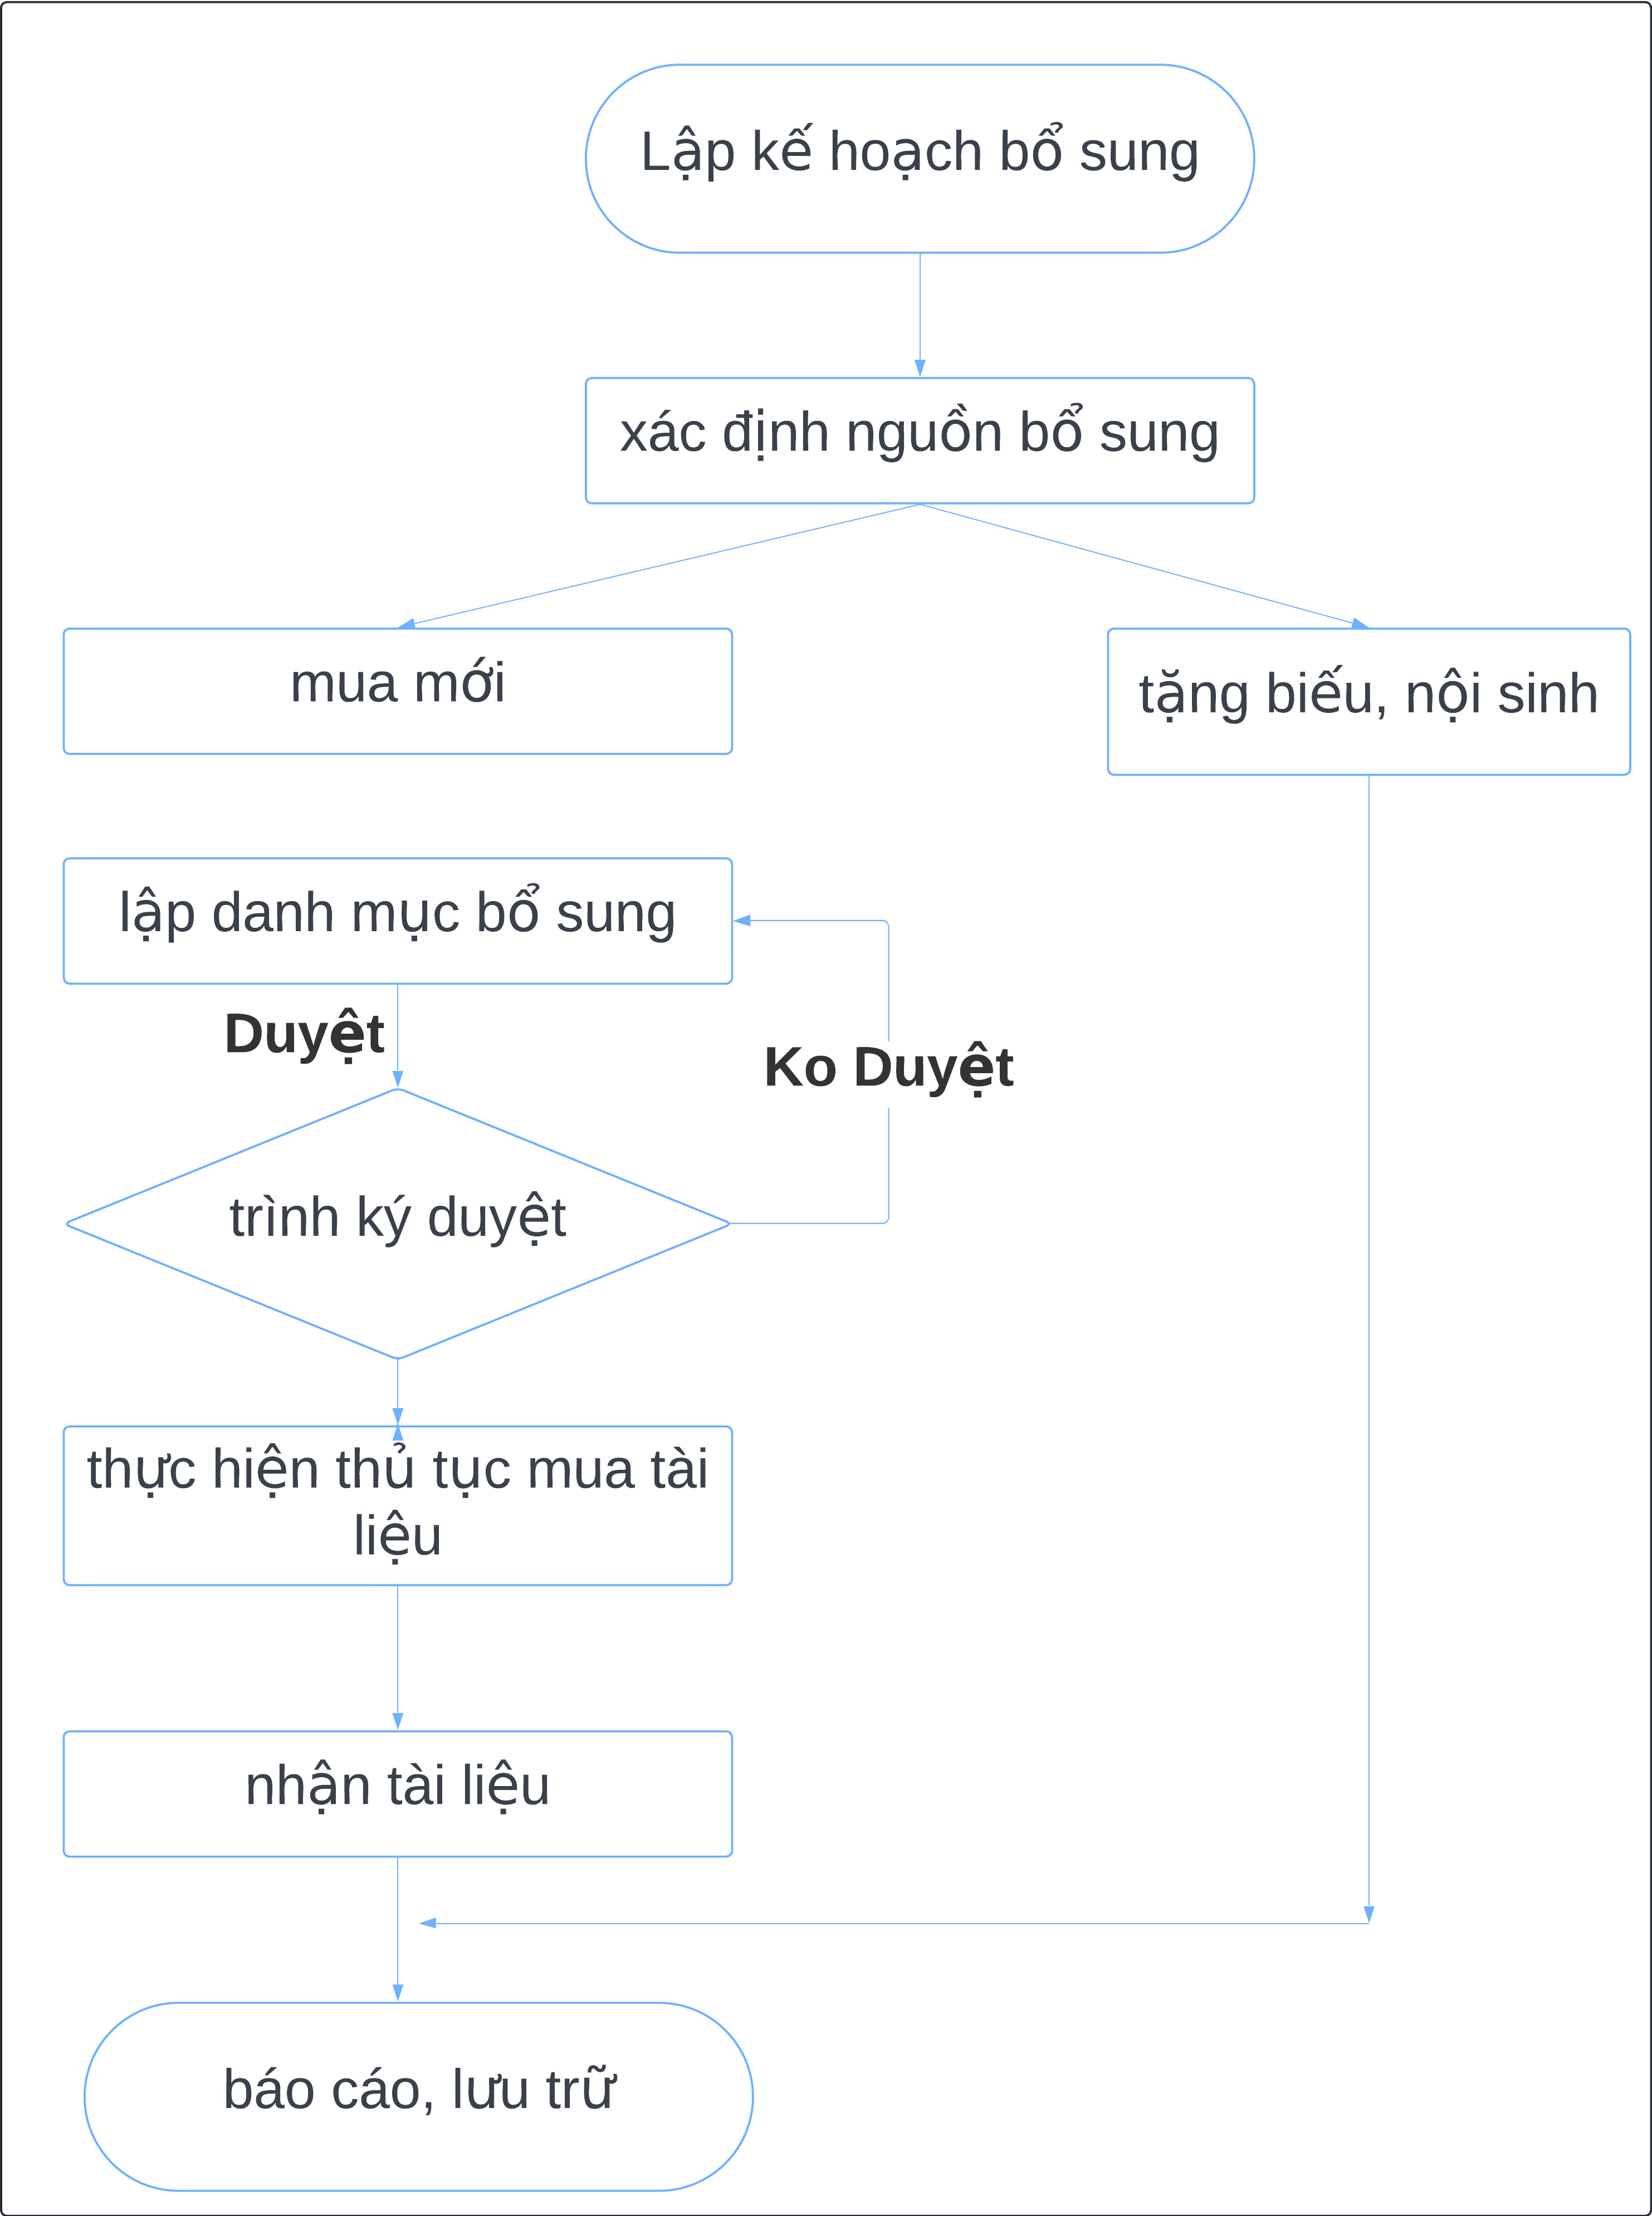 Lập kế hoạch bổ sung
xác định nguồn bổ sung
mua mới
tặng biếu, nội sinh
lập danh mục bổ sung
Duyệt
Ko Duyệt
trình ký duyệt
thực hiện thủ tục mua tài
liệu
nhận tài liệu
báo cáo, lưu trữ